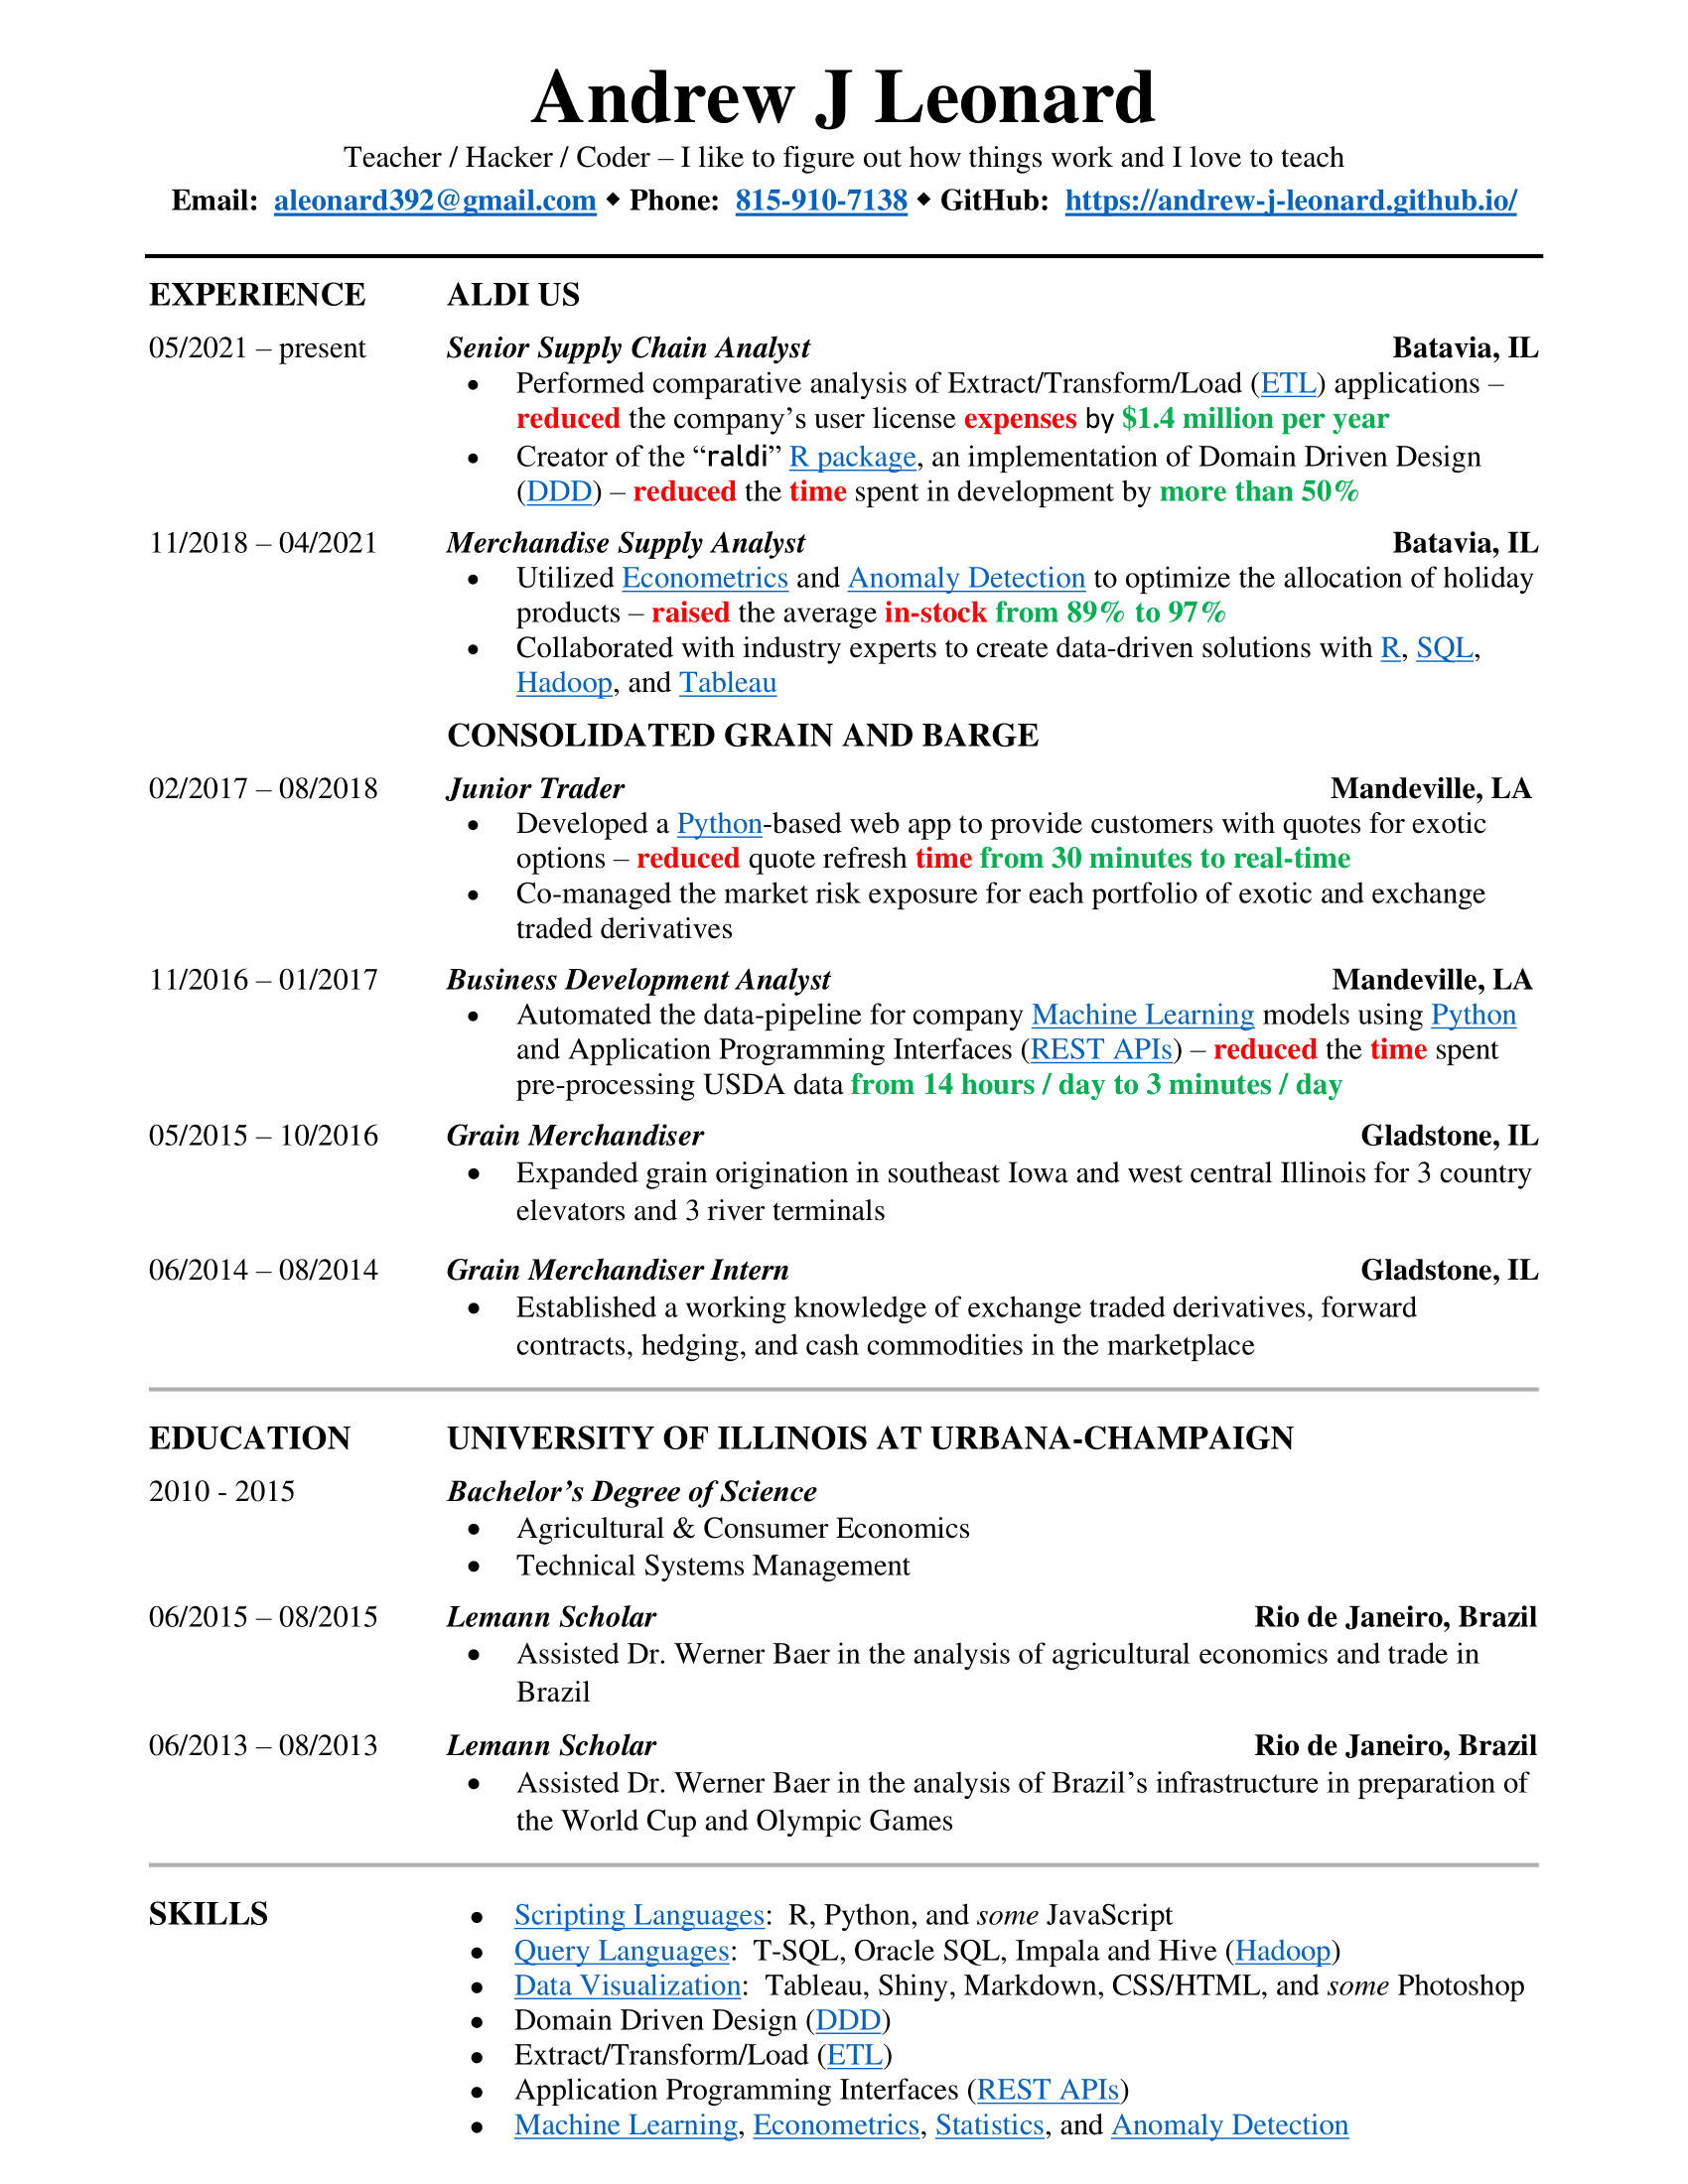 Andrew J Leonard
Teacher / Hacker / Coder – I like to figure out how things work and I love to teach
Email: aleonard392@gmail.com ◆ Phone: 815-910-7138 ◆ GitHub: https://andrew-j-leonard.github.io/
EXPERIENCE ALDI US
05/2021 – present Senior Supply Chain Analyst Batavia, IL
• Performed comparative analysis of Extract/Transform/Load (ETL) applications –
reduced the company’s user license expenses by $1.4 million per year
• Creator of the “raldi” R package, an implementation of Domain Driven Design
(DDD) – reduced the time spent in development by more than 50%
11/2018 – 04/2021 Merchandise Supply Analyst Batavia, IL
• Utilized Econometrics and Anomaly Detection to optimize the allocation of holiday
products – raised the average in-stock from 89% to 97%
• Collaborated with industry experts to create data-driven solutions with R, SQL,
Hadoop, and Tableau
CONSOLIDATED GRAIN AND BARGE
02/2017 – 08/2018 Junior Trader Mandeville, LA
• Developed a Python-based web app to provide customers with quotes for exotic
options – reduced quote refresh time from 30 minutes to real-time
• Co-managed the market risk exposure for each portfolio of exotic and exchange
traded derivatives
11/2016 – 01/2017 Business Development Analyst Mandeville, LA
• Automated the data-pipeline for company Machine Learning models using Python
and Application Programming Interfaces (REST APIs) – reduced the time spent
pre-processing USDA data from 14 hours / day to 3 minutes / day
05/2015 – 10/2016 Grain Merchandiser Gladstone, IL
• Expanded grain origination in southeast Iowa and west central Illinois for 3 country
elevators and 3 river terminals
06/2014 – 08/2014 Grain Merchandiser Intern Gladstone, IL
• Established a working knowledge of exchange traded derivatives, forward
contracts, hedging, and cash commodities in the marketplace
EDUCATION UNIVERSITY OF ILLINOIS AT URBANA-CHAMPAIGN
2010 - 2015 Bachelor’s Degree of Science
• Agricultural & Consumer Economics
• Technical Systems Management
06/2015 – 08/2015 Lemann Scholar Rio de Janeiro, Brazil
• Assisted Dr. Werner Baer in the analysis of agricultural economics and trade in
Brazil
06/2013 – 08/2013 Lemann Scholar Rio de Janeiro, Brazil
• Assisted Dr. Werner Baer in the analysis of Brazil’s infrastructure in preparation of
the World Cup and Olympic Games
SKILLS • Scripting Languages: R, Python, and some JavaScript
• Query Languages: T-SQL, Oracle SQL, Impala and Hive (Hadoop)
• Data Visualization: Tableau, Shiny, Markdown, CSS/HTML, and some Photoshop
• Domain Driven Design (DDD)
• Extract/Transform/Load (ETL)
• Application Programming Interfaces (REST APIs)
• Machine Learning, Econometrics, Statistics, and Anomaly Detection